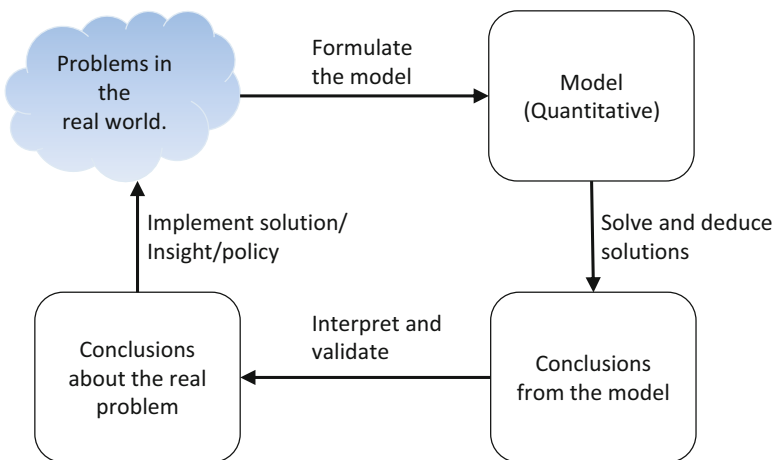 Problems in
the
real world.
Formulate
the model
Model
(Quantitative)
Solve and deduce
solutions
Conclusions
from the model
Interpret and
validate
Conclusions
about the real
problem
Implement solution/
Insight/policy